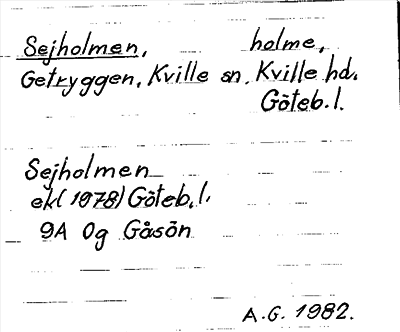 Sejholmen, holme,
Getryggen, Kville sn, Kville hd.
Göteb. l.
Sejholmen
ek(1978) Göteb. l.
9A 0g Gåsön
A.G. 1982.